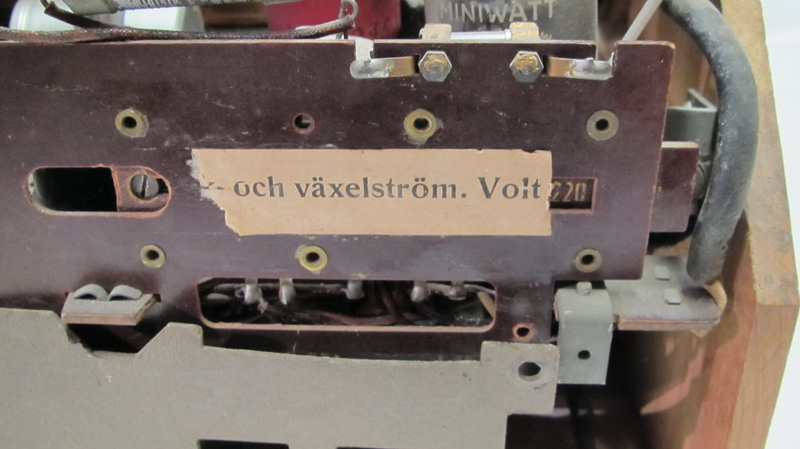 MINIWATT
- och växelström. Volt
220